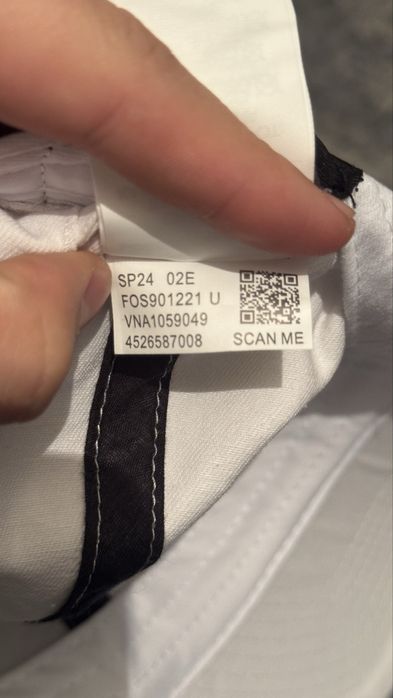 SP24 02E
FOS901221 U
VNA1059049
4526587008
SCAN ME